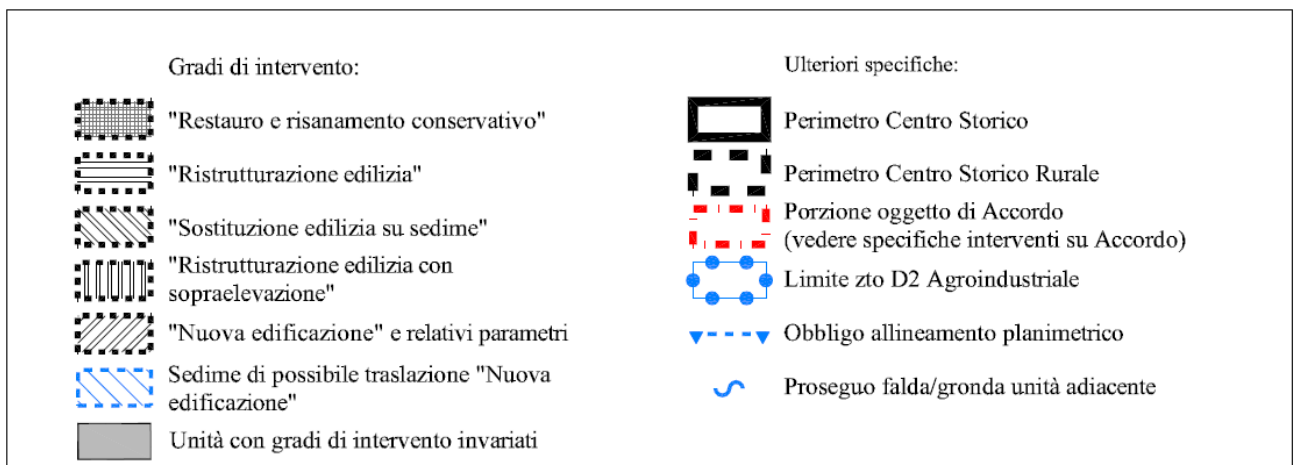 Gradi di intervento:
"Restauro e risanamento conservativo"
"Ristrutturazione edilizia"
"Sostituzione edilizia su sedime"
"Ristrutturazione edilizia con
sopraelevazione"
"Nuova edificazione" e relativi parametri
Sedime di possibile traslazione "Nuova
edificazione"
Unità con gradi di intervento invariati
Ulteriori specifiche:
Perimetro Centro Storico
Perimetro Centro Storico Rurale
Porzione oggetto di Accordo
(vedere specifiche interventi su Accordo)
Limite zto D2 Agroindustriale
Obbligo allineamento planimetrico
Proseguo falda/gronda unità adiacente